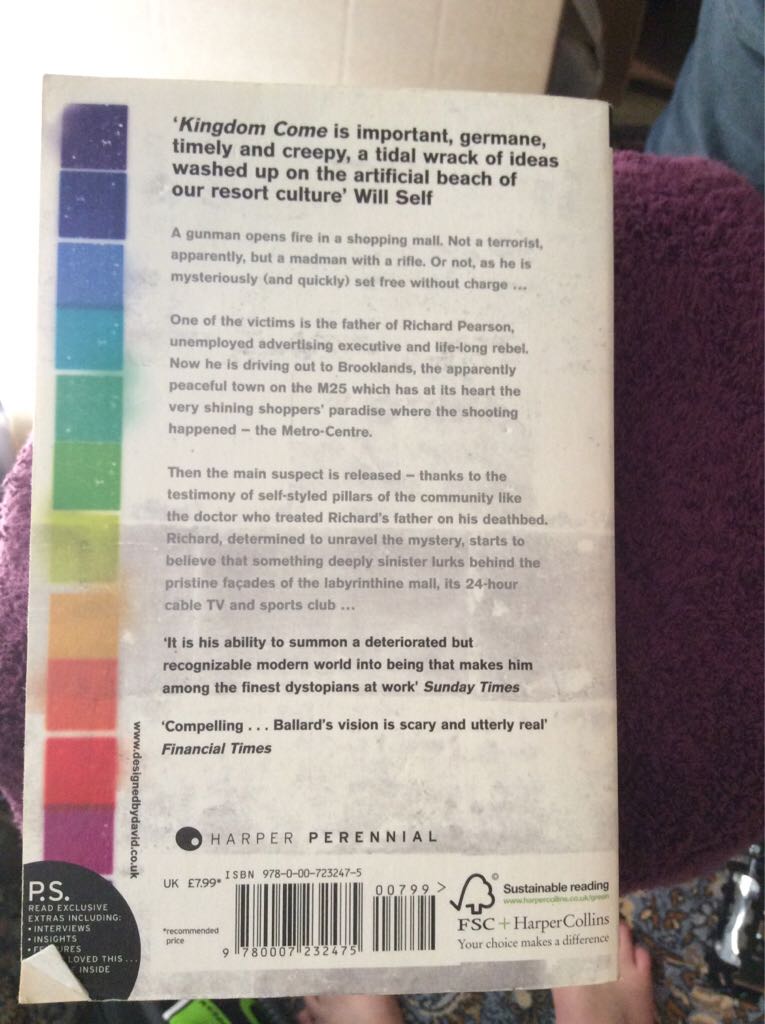 'Kingdom Come is important, germane,
timely and creepy, a tidal wrack of ideas
washed up on the artificial beach of
our resort culture' Will Self
A gunman opens fire in a shopping mall. Not a terrorist,
apparently, but a madman with a rifle. Or not, as he is
mysteriously (and quickly) set free without charge ...
One of the victims is the father of Richard Pearson,
unemployed advertising executive and life-long rebel.
Now he is driving out to Brooklands, the apparently
peaceful town on the M25 which has at its heart the
very shining shoppers' paradise where the shooting
happened – the Metro-Centre.
Then the main suspect is released – thanks to the
testimony of self-styled pillars of the community like
the doctor who treated Richard's father on his deathbed.
Richard, determined to unravel the mystery, starts to
believe that something deeply sinister lurks behind the
pristine façades of the labyrinthine mall, its 24-hour
cable TV and sports club ...
'It is his ability to summon a deteriorated but
recognizable modern world into being that makes him
among the finest dystopians at work' Sunday Times
'Compelling ... Ballard's vision is scary and utterly real'
Financial Times
www.designedbydavid.co.uk
HARPER PERENNIAL
P.S.
READ EXCLUSIVE
EXTRAS INCLUDING:
• INTERVIEWS
• INSIGHTS
LOVED THIS ...
INSIDE
UK £7.99*
*recommended
price
ISBN 978-0-00-723247-5
00799 >
9 780007 232475
©
Sustainable reading
www.harpercollins.co.uk/green
FSC + HarperCollins
Your choice makes a difference